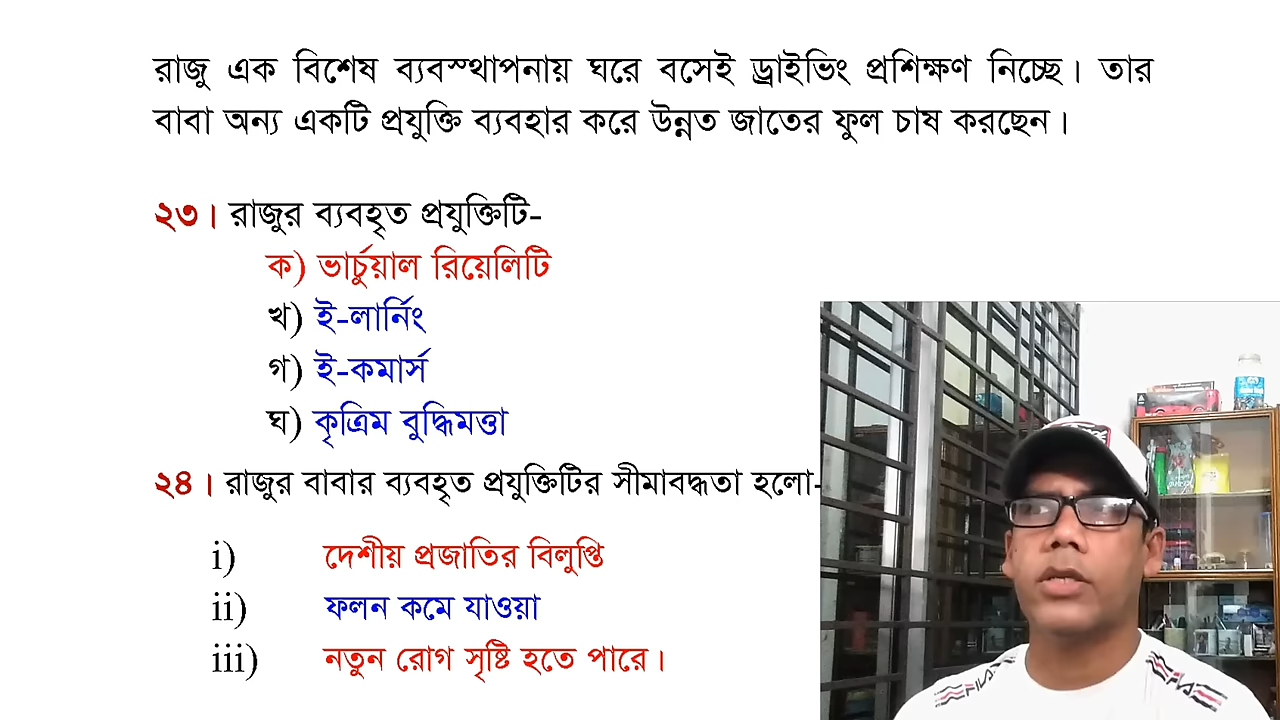 রাজু এক বিশেষ ব্যবস্থাপনায় ঘরে বসেই ড্রাইভিং প্রশিক্ষণ নিচ্ছে। তার
বাবা অন্য একটি প্রযুক্তি ব্যবহার করে উন্নত জাতের ফুল চাষ করছেন।
২৩। রাজুর ব্যবহৃত প্রযুক্তিটি-
ক) ভার্চুয়াল রিয়েলিটি
খ) ই-লার্নিং
গ) ই-কমার্স
ঘ) কৃত্রিম বুদ্ধিমত্তা
২৪। রাজুর বাবার ব্যবহৃত প্রযুক্তিটির সীমাবদ্ধতা হলো-
i) দেশীয় প্রজাতির বিলুপ্তি
ii) ফলন কমে যাওয়া
iii) নতুন রোগ সৃষ্টি হতে পারে।